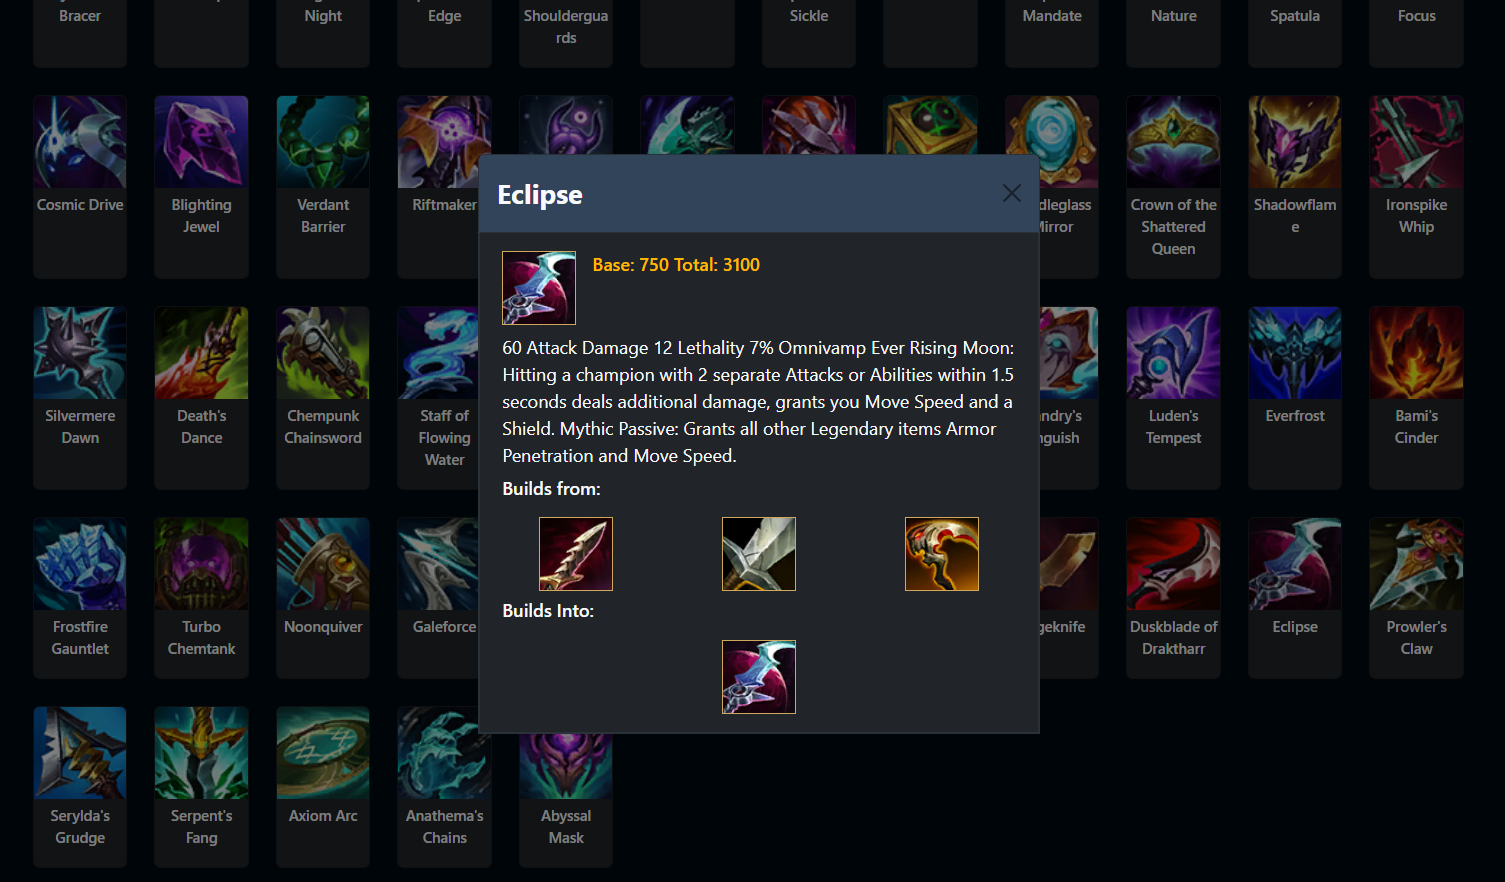 Bracer
Night
Edge
Shouldergua
rds
Sickle
Mandate
Nature
Spatula
Focus
Cosmic Drive
Blighting
Jewel
Verdant
Barrier
Riftmaker
dleglass
Mirror
Crown of the
Shattered
Queen
Shadowflam
e
Ironspike
Whip
Eclipse
Base: 750 Total: 3100
60 Attack Damage 12 Lethality 7% Omnivamp Ever Rising Moon:
Hitting a champion with 2 separate Attacks or Abilities within 1.5
seconds deals additional damage, grants you Move Speed and a
Shield. Mythic Passive: Grants all other Legendary items Armor
Penetration and Move Speed.
Builds from:
Builds Into:
Silvermere
Dawn
Death's
Dance
Chempunk
Chainsword
Staff of
Flowing
Water
ndry's
nguish
Luden's
Tempest
Everfrost
Bami's
Cinder
Frostfire
Gauntlet
Turbo
Chemtank
Noonquiver
Galeforce
geknife
Duskblade of
Draktharr
Eclipse
Prowler's
Claw
Serylda's
Grudge
Serpent's
Fang
Axiom Arc
Anathema's
Chains
Abyssal
Mask